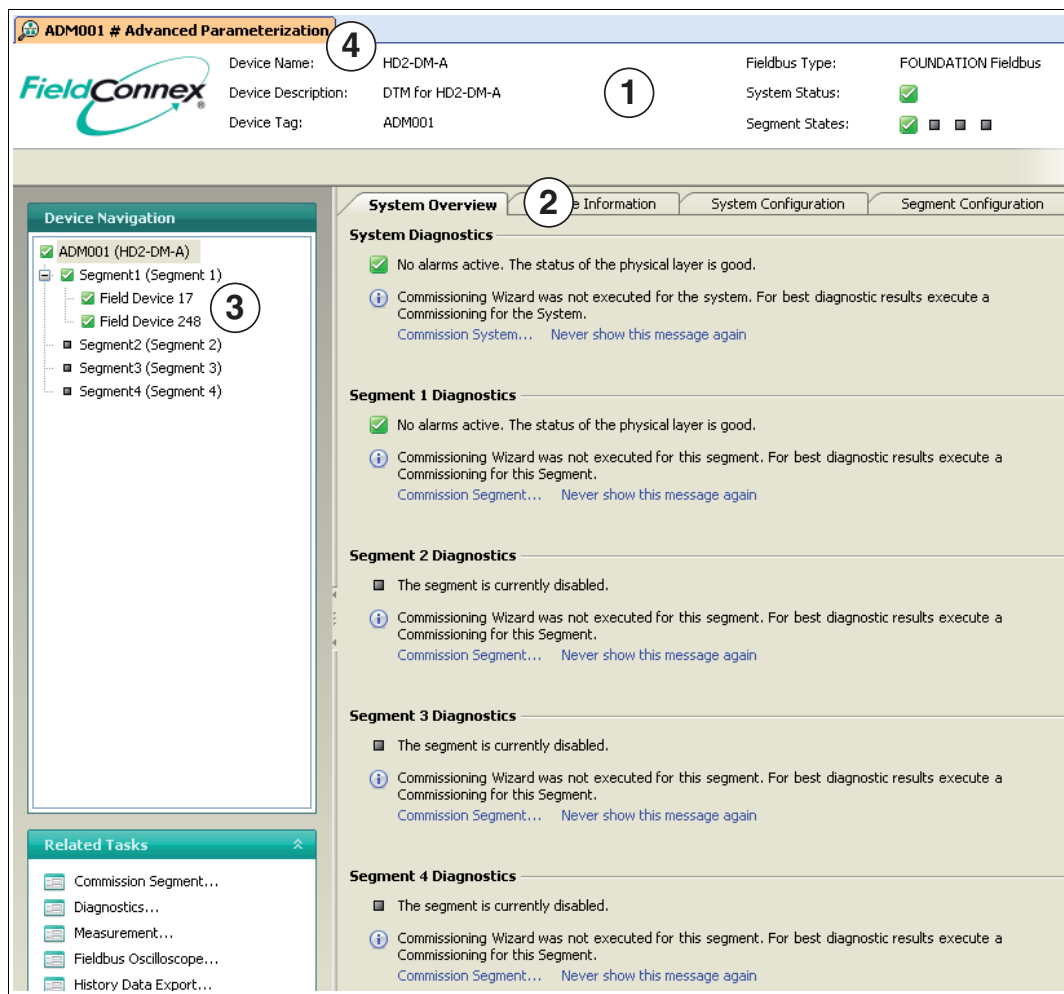 ADM001 # Advanced Parameterization
4
FieldConnex®
Device Name: HD2-DM-A
Device Description: DTM for HD2-DM-A
Device Tag: ADM001
1
Fieldbus Type: FOUNDATION Fieldbus
System Status:
Segment States:
Device Navigation
ADM001 (HD2-DM-A)
Segment1 (Segment 1)
Field Device 17
Field Device 248
3
Segment2 (Segment 2)
Segment3 (Segment 3)
Segment4 (Segment 4)
Related Tasks
Commission Segment...
Diagnostics...
Measurement...
Fieldbus Oscilloscope...
History Data Export...
System Overview 2 Information System Configuration Segment Configuration
System Diagnostics
No alarms active. The status of the physical layer is good.
Commissioning Wizard was not executed for the system. For best diagnostic results execute a
Commissioning for the System.
Commission System... Never show this message again
Segment 1 Diagnostics
No alarms active. The status of the physical layer is good.
Commissioning Wizard was not executed for this segment. For best diagnostic results execute a
Commissioning for this Segment.
Commission Segment... Never show this message again
Segment 2 Diagnostics
The segment is currently disabled.
Commissioning Wizard was not executed for this segment. For best diagnostic results execute a
Commissioning for this Segment.
Commission Segment... Never show this message again
Segment 3 Diagnostics
The segment is currently disabled.
Commissioning Wizard was not executed for this segment. For best diagnostic results execute a
Commissioning for this Segment.
Commission Segment... Never show this message again
Segment 4 Diagnostics
The segment is currently disabled.
Commissioning Wizard was not executed for this segment. For best diagnostic results execute a
Commissioning for this Segment.
Commission Segment... Never show this message again